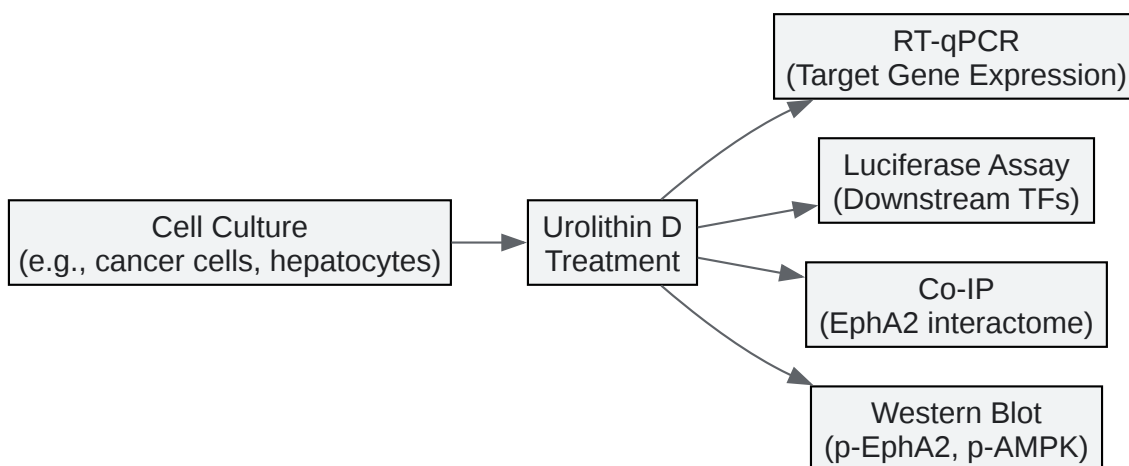 RT-qPCR
(Target Gene Expression)
Luciferase Assay
(Downstream TFs)
Cell Culture
(e.g., cancer cells, hepatocytes)
Urolithin D
Treatment
Co-IP
(EphA2 interactome)
Western Blot
(p-EphA2, p-AMPK)